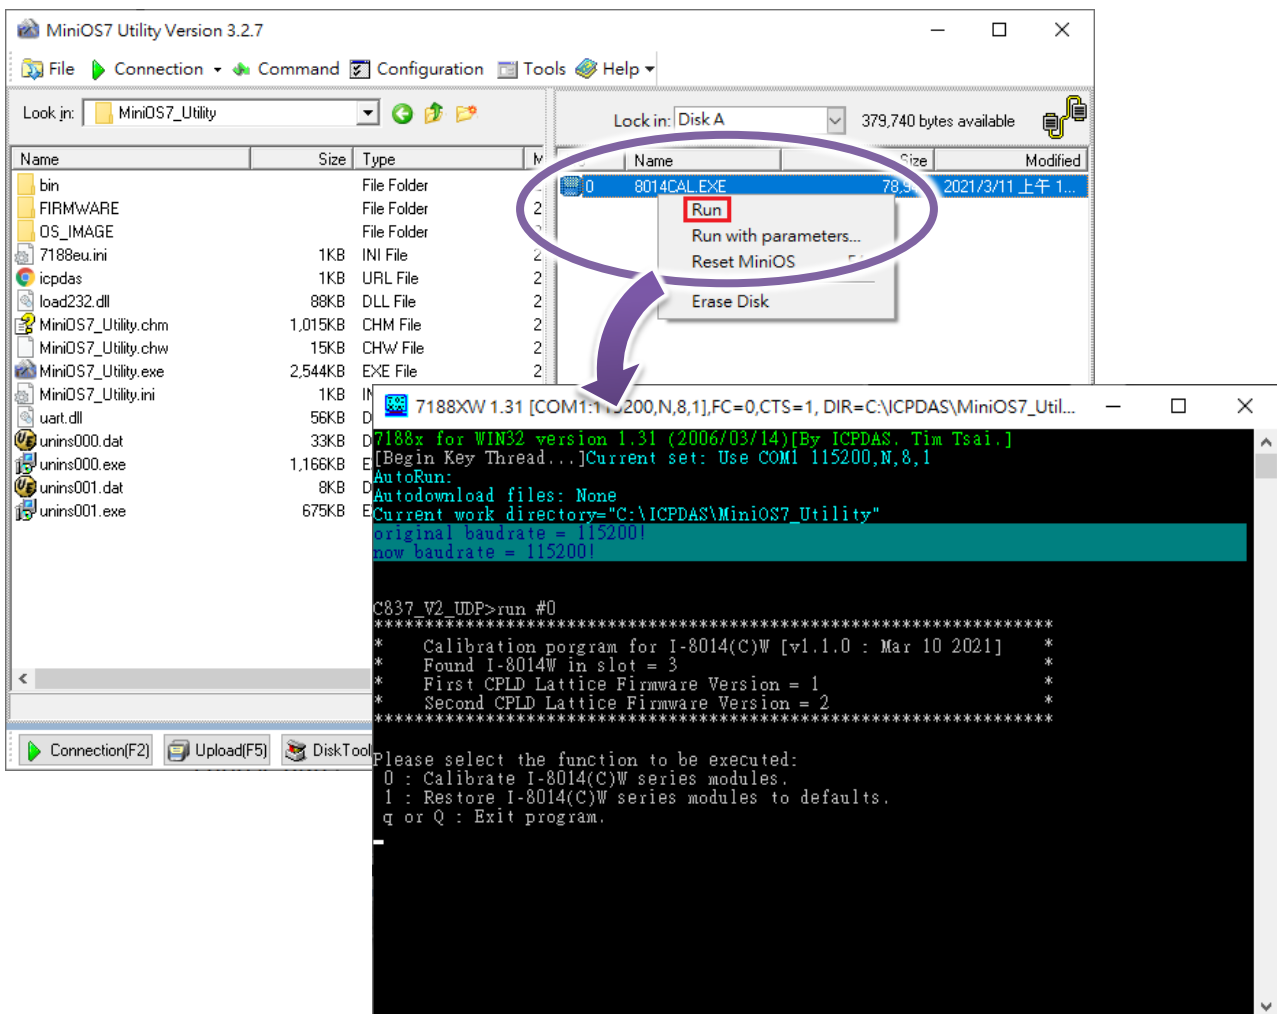 MiniOS7 Utility Version 3.2.7
File Connection Command Configuration Tools Help
Look in: MiniOS7_Utility
Lock in: Disk A 379,740 bytes available
Name Size Type
Name Size Modified
bin File Folder
FIRMWARE File Folder 2
OS_IMAGE File Folder
7188eu.ini 1KB INI File 2
icpdas 1KB URL File 2
load232.dll 88KB DLL File 2
MiniOS7_Utility.chm 1,015KB CHM File 2
MiniOS7_Utility.chw 15KB CHW File 2
MiniOS7_Utility.exe 2,544KB EXE File 2
MiniOS7_Utility.ini 1KB IN
uart.dll 56KB D
unins000.dat 33KB D
unins000.exe 1,166KB E
unins001.dat 8KB D
unins001.exe 675KB E
0 8014CAL.EXE 78,9 2021/3/11 上午 1...
Run
Run with parameters...
Reset MiniOS
Erase Disk
Connection(F2) Upload(F5) DiskTool
7188XW 1.31 [COM1:115200,N,8,1],FC=0,CTS=1, DIR=C:\ICPDAS\MiniOS7_Util...
7188x for WIN32 version 1.31 (2006/03/14)[By ICPDAS. Tim Tsai.]
[Begin Key Thread...]Current set: Use COM1 115200,N,8,1
AutoRun:
Autodownload files: None
Current work directory="C:\ICPDAS\MiniOS7_Utility"
original baudrate = 115200!
now baudrate = 115200!
C837_V2_UDP>run #0
*******************************************************************
* Calibration porgram for I-8014(C)W [v1.1.0 : Mar 10 2021] *
* Found I-8014W in slot = 3 *
* First CPLD Lattice Firmware Version = 1 *
* Second CPLD Lattice Firmware Version = 2 *
*******************************************************************
Please select the function to be executed:
0 : Calibrate I-8014(C)W series modules.
1 : Restore I-8014(C)W series modules to defaults.
q or Q : Exit program.